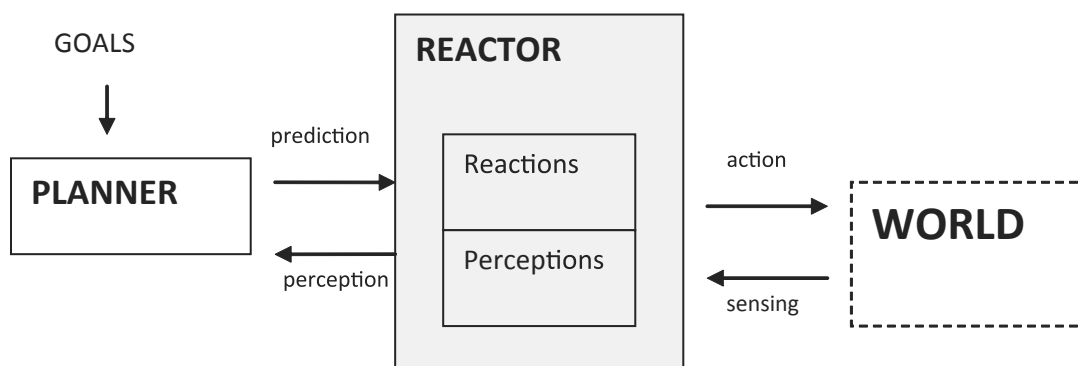 GOALS
REACTOR
prediction
Reactions
action
PLANNER
WORLD
Perceptions
perception
sensing